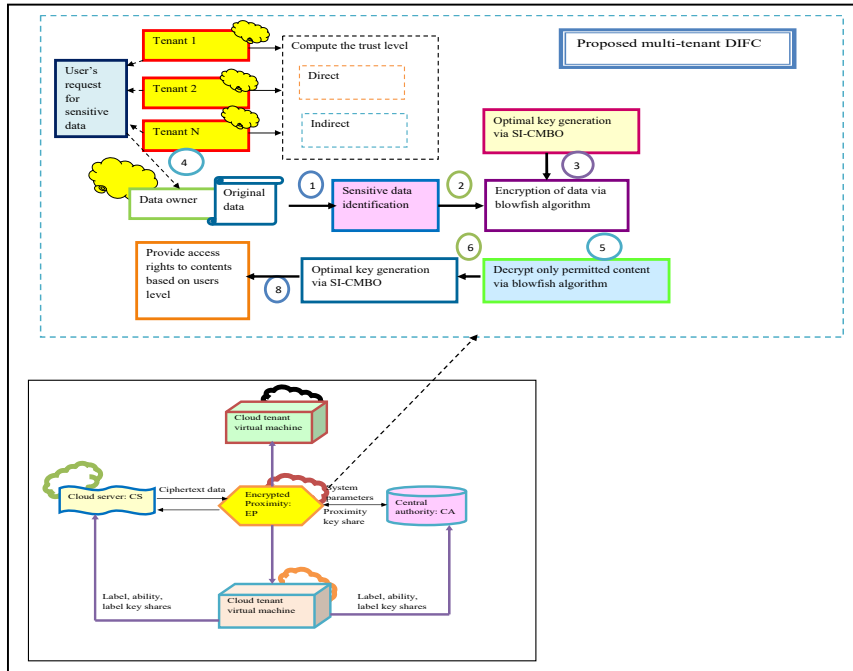 Tenant 1
Compute the trust level
Proposed multi-tenant DIFC
User's
request
for
sensitive
data
Direct
Tenant 2
Indirect
Tenant N
Optimal key generation
via SI-CMBO
4
3
Data owner
Original
data
1
Sensitive data
identification
2
Encryption of data via
blowfish algorithm
Provide access
rights to contents
based on users
level
8
Optimal key generation
via SI-CMBO
6
5
Decrypt only permitted content
via blowfish algorithm
Cloud tenant
virtual machine
Cloud server: CS
Ciphertext data
Encrypted
Proximity:
EP
System
parameters
Proximity
key share
Central
authority: CA
Label, ability,
label key shares
Cloud tenant
virtual machine
Label, ability,
label key shares